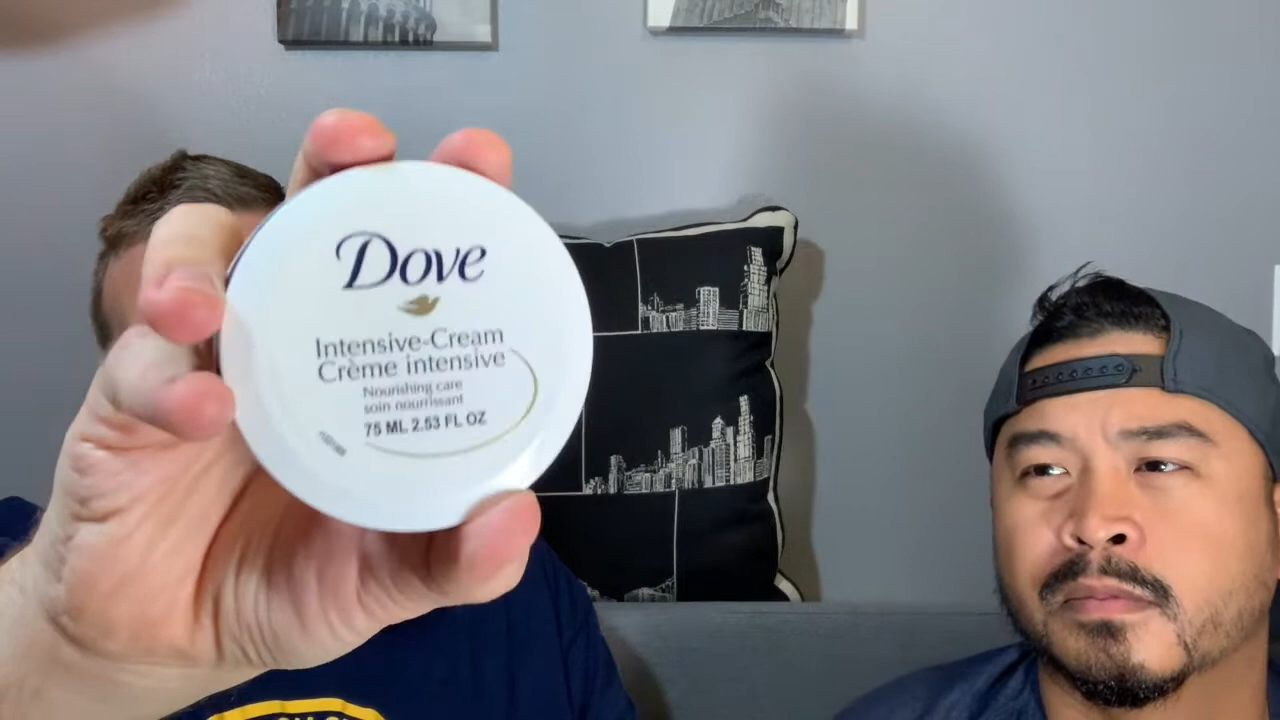 Dove
Intensive-Cream
Crème intensive
Nourishing care
soin nourrissant
75 ML 2.53 FL OZ